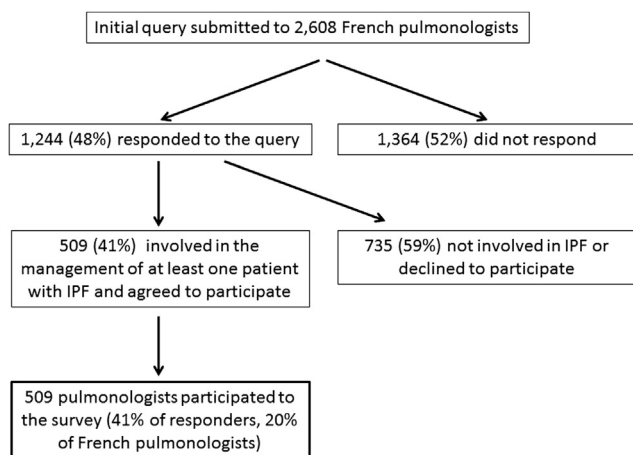 Initial query submitted to 2,608 French pulmonologists
1,244 (48%) responded to the query
1,364 (52%) did not respond
509 (41%) involved in the
management of at least one patient
with IPF and agreed to participate
735 (59%) not involved in IPF or
declined to participate
509 pulmonologists participated to
the survey (41% of responders, 20%
of French pulmonologists)